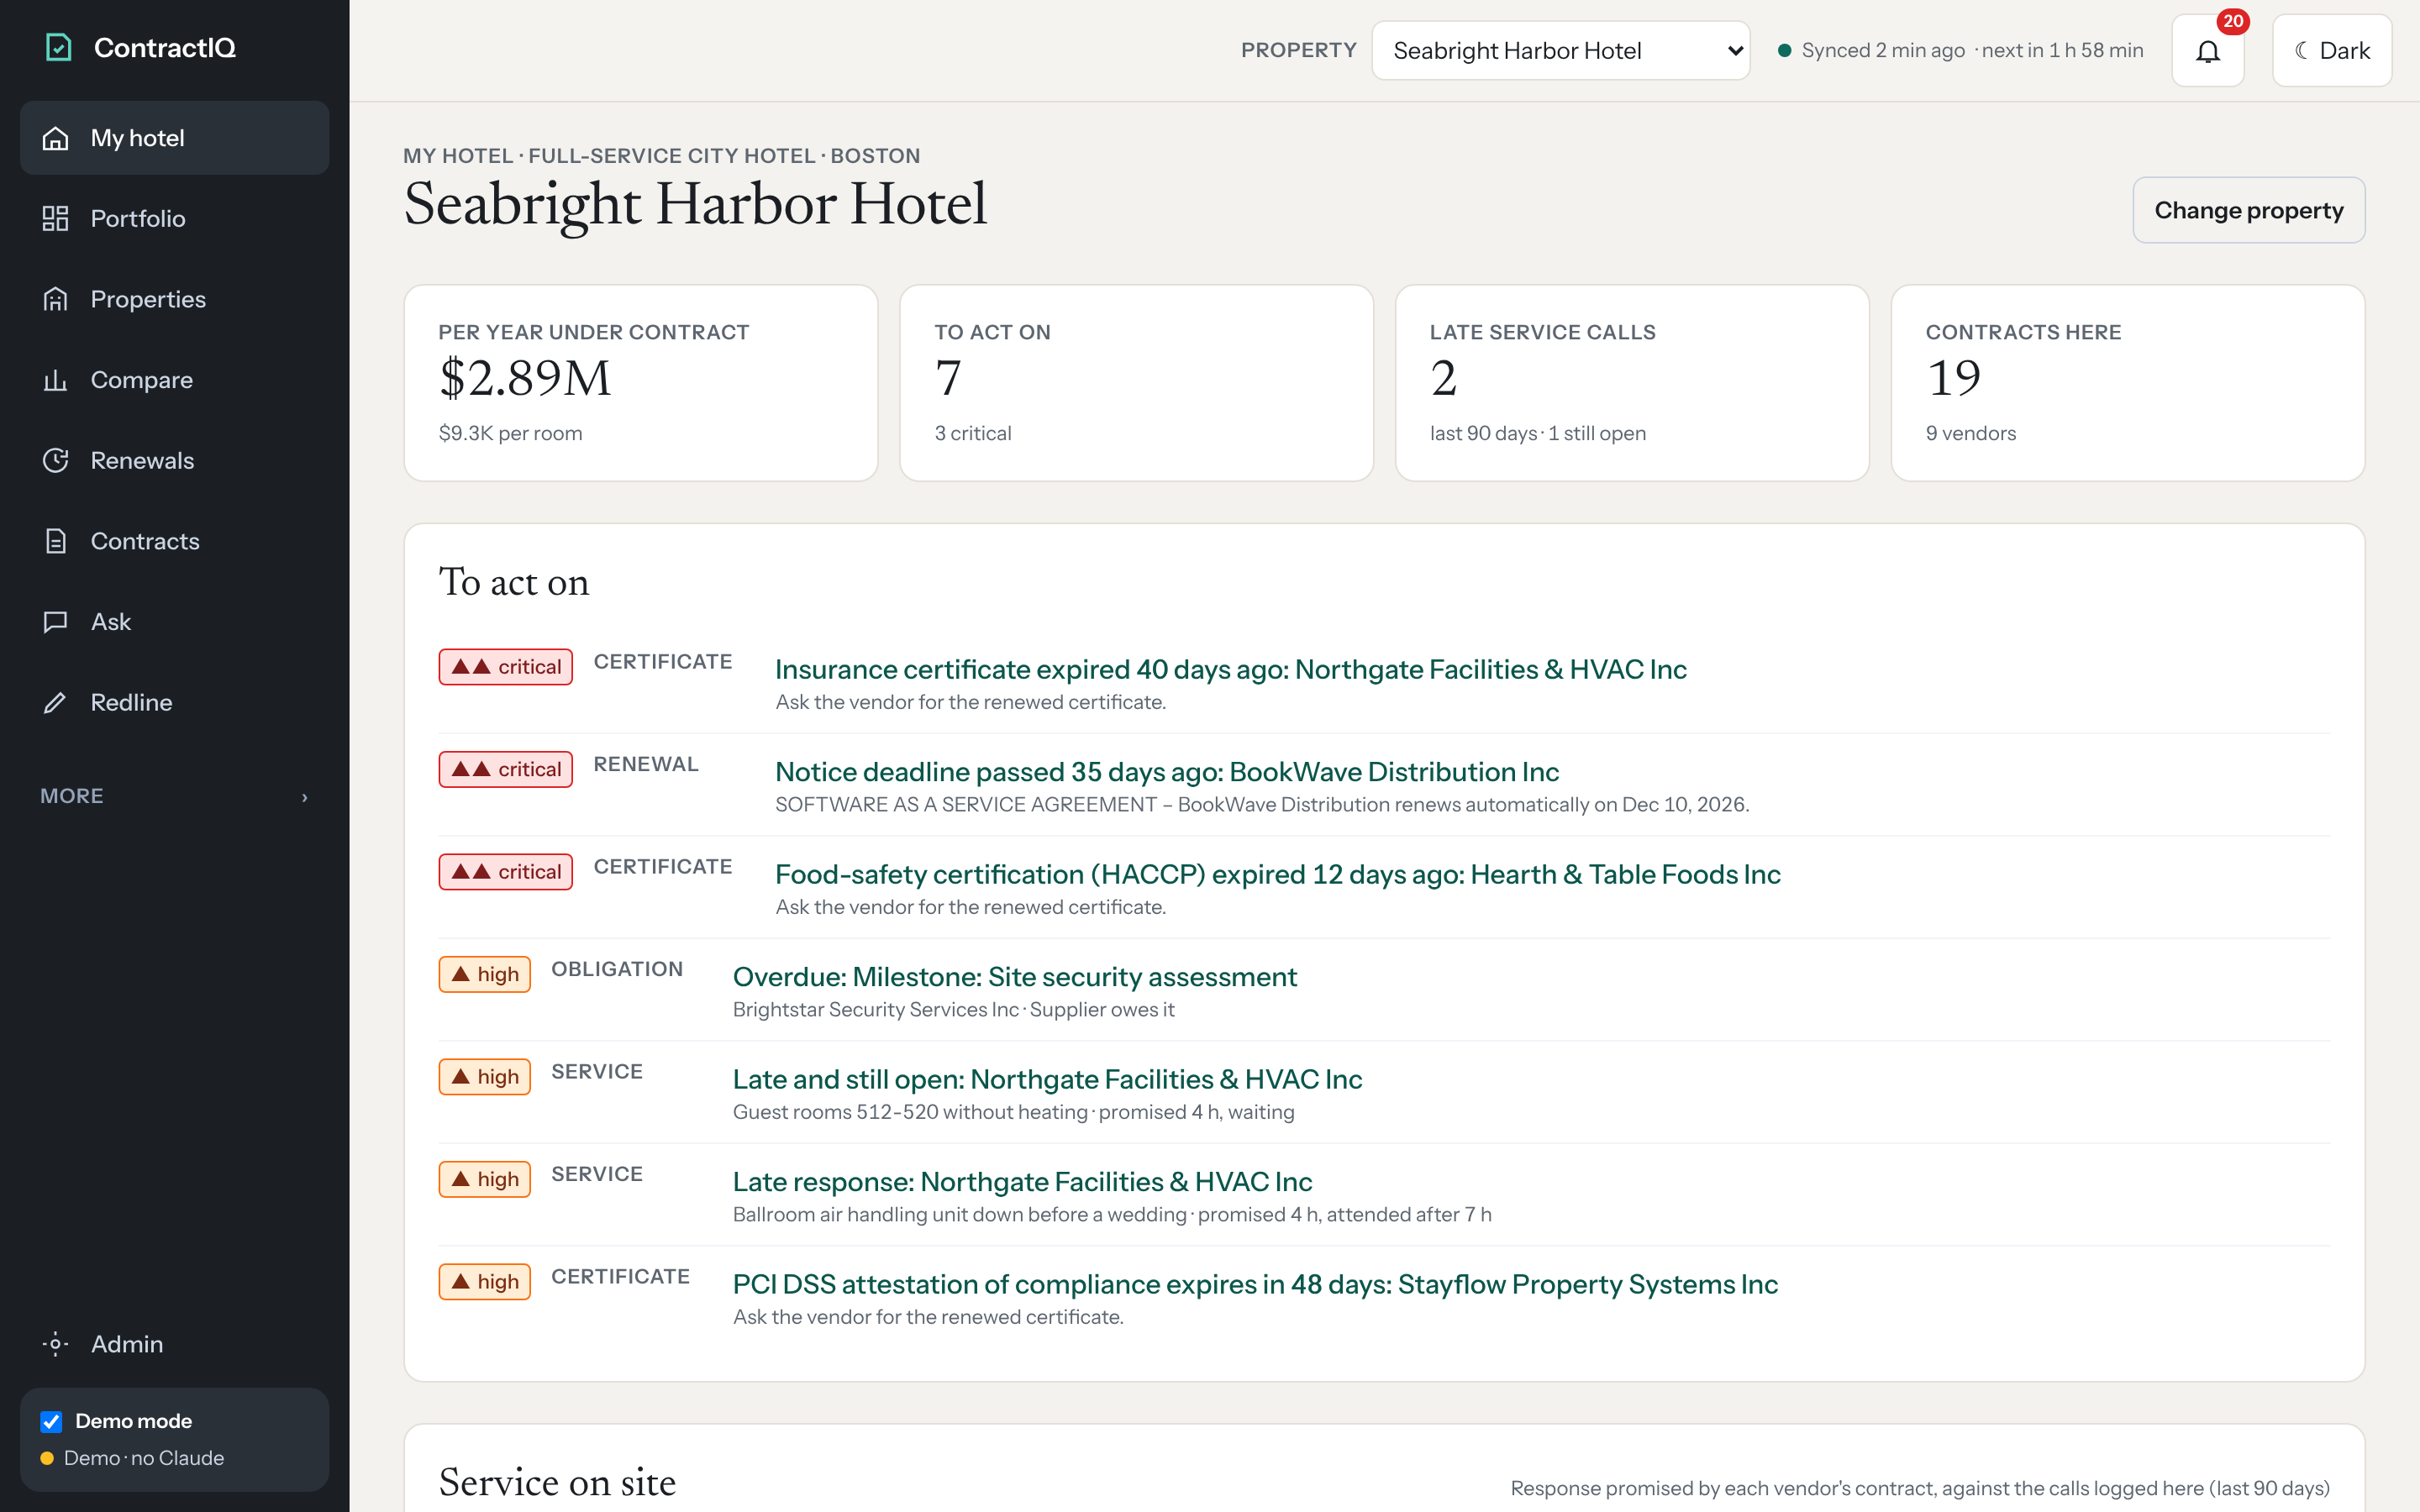 ContractIQ
My hotel
Portfolio
Properties
Compare
Renewals
Contracts
Ask
Redline
MORE ›
Admin
Demo mode
Demo · no Claude
PROPERTY
Seabright Harbor Hotel
Synced 2 min ago · next in 1 h 58 min
20
Dark
MY HOTEL · FULL-SERVICE CITY HOTEL · BOSTON
Seabright Harbor Hotel
Change property
PER YEAR UNDER CONTRACT
$2.89M
$9.3K per room
TO ACT ON
7
3 critical
LATE SERVICE CALLS
2
last 90 days · 1 still open
CONTRACTS HERE
19
9 vendors
To act on
▲▲ critical CERTIFICATE Insurance certificate expired 40 days ago: Northgate Facilities & HVAC Inc
Ask the vendor for the renewed certificate.
▲▲ critical RENEWAL Notice deadline passed 35 days ago: BookWave Distribution Inc
SOFTWARE AS A SERVICE AGREEMENT – BookWave Distribution renews automatically on Dec 10, 2026.
▲▲ critical CERTIFICATE Food-safety certification (HACCP) expired 12 days ago: Hearth & Table Foods Inc
Ask the vendor for the renewed certificate.
▲ high OBLIGATION Overdue: Milestone: Site security assessment
Brightstar Security Services Inc · Supplier owes it
▲ high SERVICE Late and still open: Northgate Facilities & HVAC Inc
Guest rooms 512-520 without heating · promised 4 h, waiting
▲ high SERVICE Late response: Northgate Facilities & HVAC Inc
Ballroom air handling unit down before a wedding · promised 4 h, attended after 7 h
▲ high CERTIFICATE PCI DSS attestation of compliance expires in 48 days: Stayflow Property Systems Inc
Ask the vendor for the renewed certificate.
Service on site
Response promised by each vendor's contract, against the calls logged here (last 90 days)